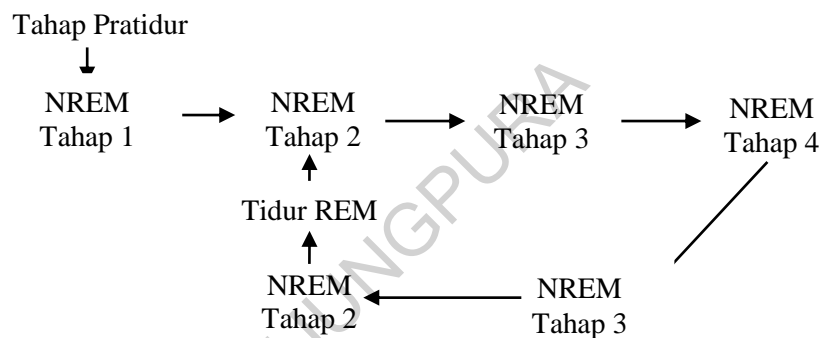 Tahap Pratidur
NREM
Tahap 1
NREM
Tahap 2
NREM
Tahap 3
NREM
Tahap 4
Tidur REM
NREM
Tahap 2
NREM
Tahap 3